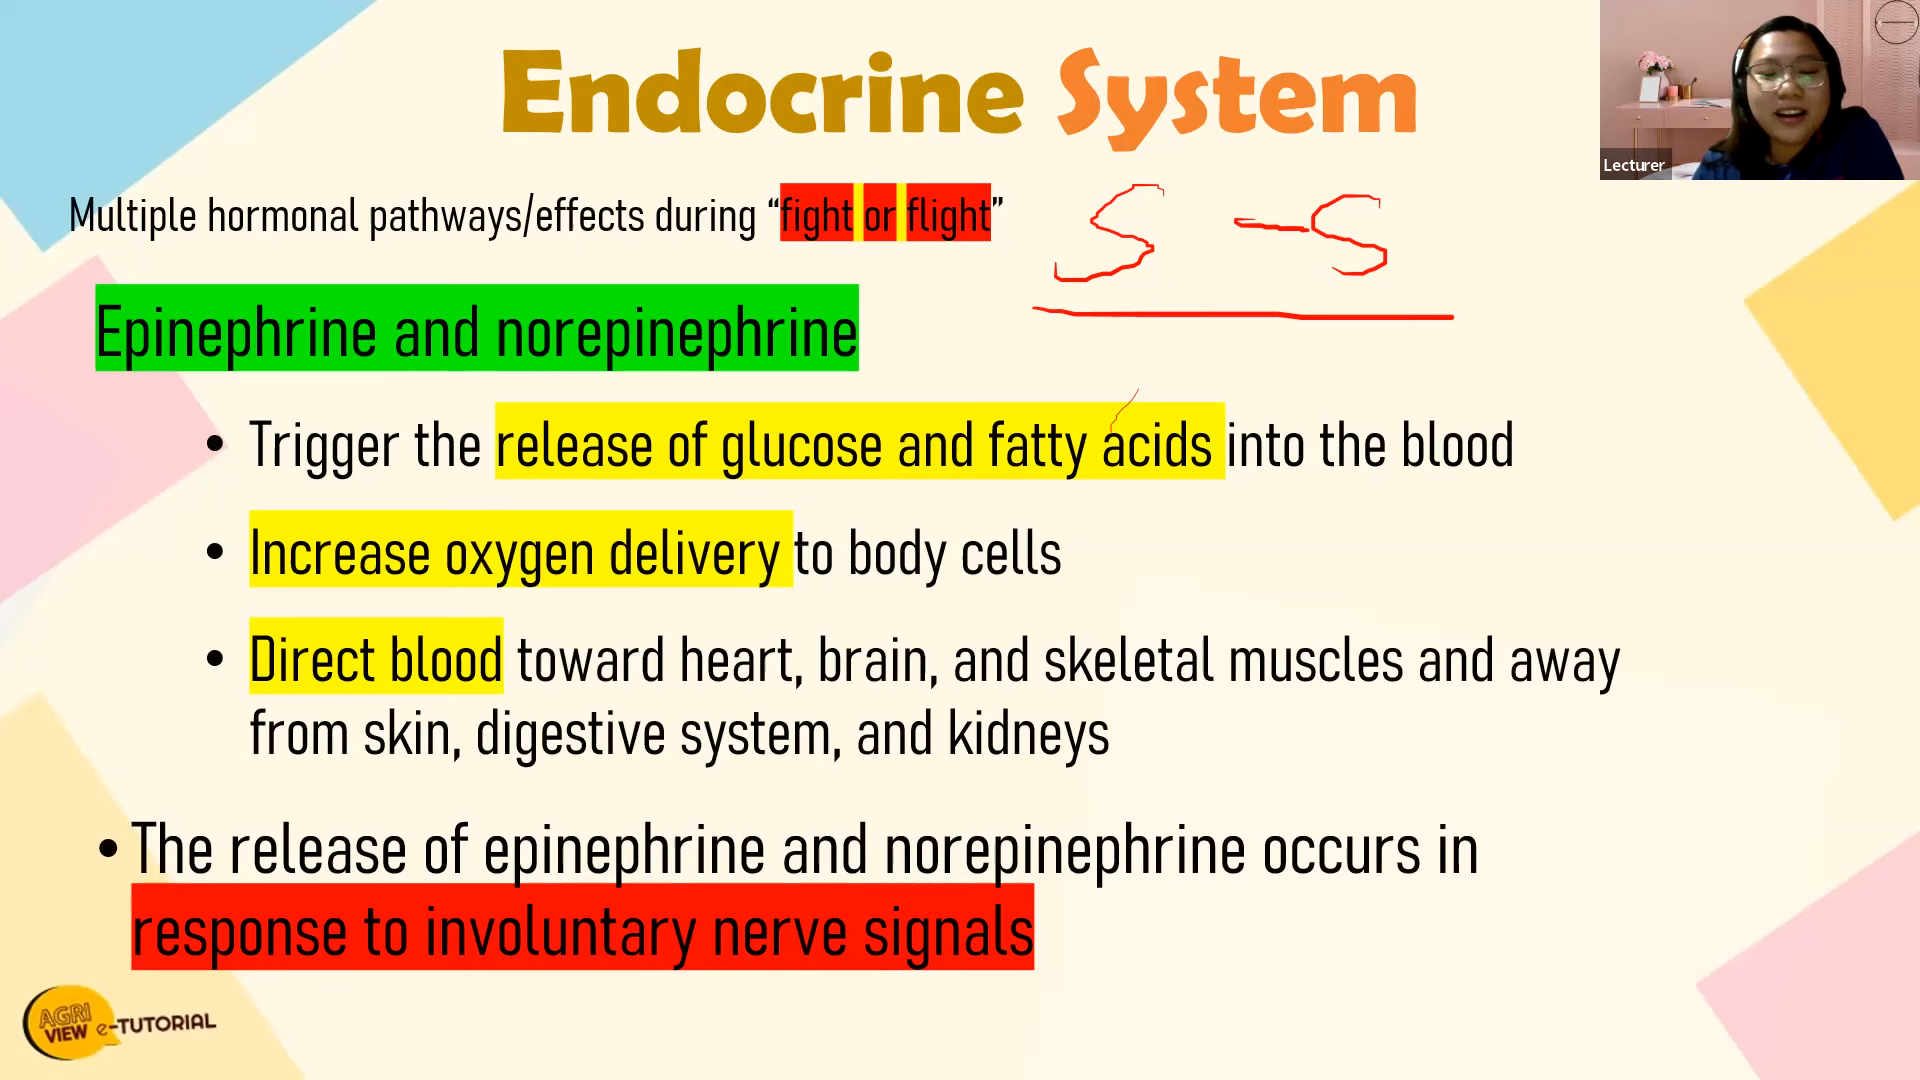 Endocrine System
Lecturer
Multiple hormonal pathways/effects during “fight or flight”
S - S
Epinephrine and norepinephrine
• Trigger the release of glucose and fatty acids into the blood
• Increase oxygen delivery to body cells
• Direct blood toward heart, brain, and skeletal muscles and away
from skin, digestive system, and kidneys
• The release of epinephrine and norepinephrine occurs in
response to involuntary nerve signals
AGRI
VIEW e-TUTORIAL